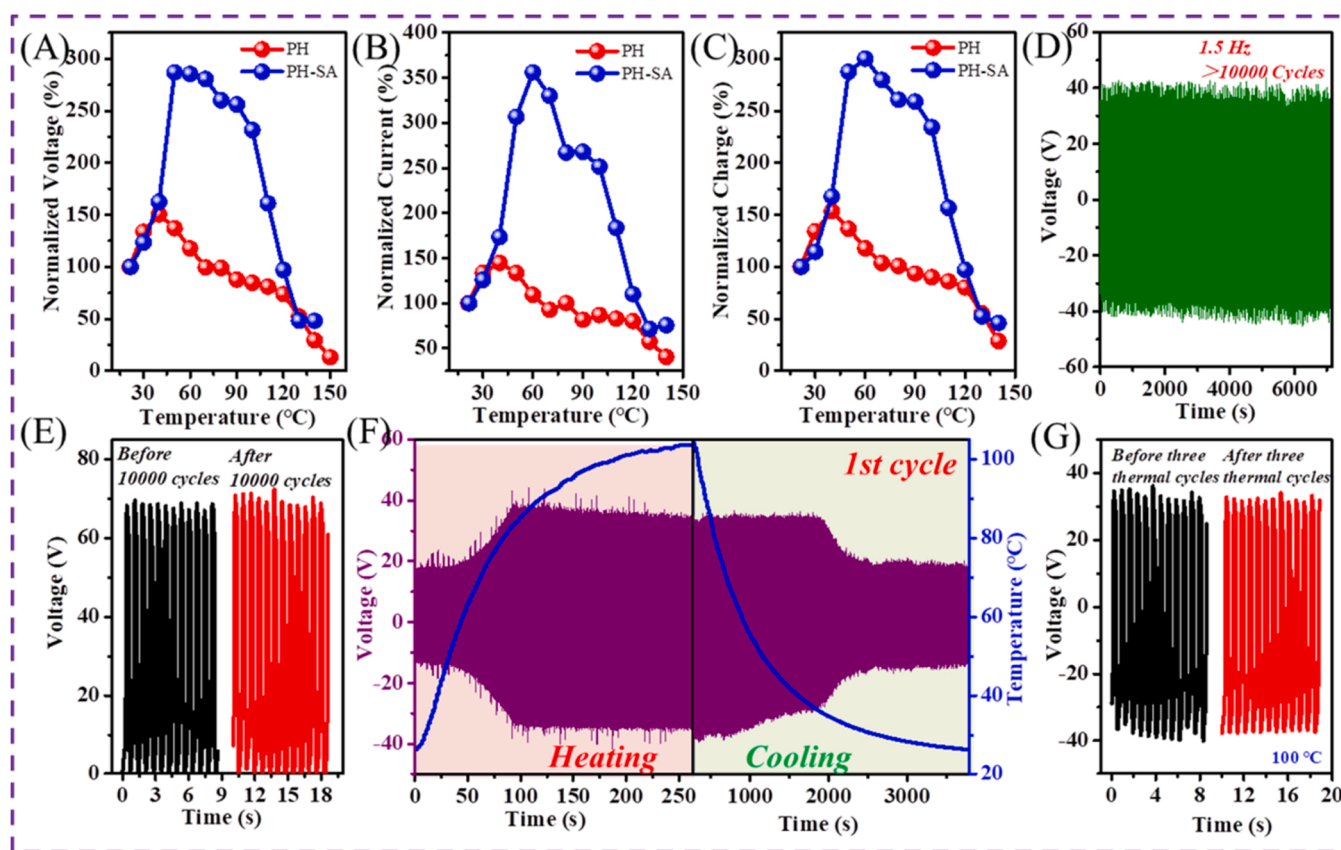 (A)
PH
PH-SA
300
250
200
150
100
50
0
30 60 90 120 150
Normalized Voltage (%)
Temperature (°C)
(B)
PH
PH-SA
400
350
300
250
200
150
100
50
30 60 90 120 150
Normalized Current (%)
Temperature (°C)
(C)
PH
PH-SA
300
250
200
150
100
50
0
30 60 90 120 150
Normalized Charge (%)
Temperature (°C)
(D)
1.5 Hz
>10000 Cycles
60
40
20
0
-20
-40
-60
0 2000 4000 6000
Voltage (V)
Time (s)
(E)
Before
10000 cycles
After
10000 cycles
80
60
40
20
0
0 3 6 9 12 15 18
Voltage (V)
Time (s)
(F)
1st cycle
Heating
Cooling
60
40
20
0
-20
-40
100
80
60
40
20
0 50 100 150 200 250
1000 2000 3000
Voltage (V)
Temperature (°C)
Time (s)
Time (s)
(G)
Before three
thermal cycles
After three
thermal cycles
100 °C
60
40
20
0
-20
-40
0 4 8 12 16 20
Voltage (V)
Time (s)